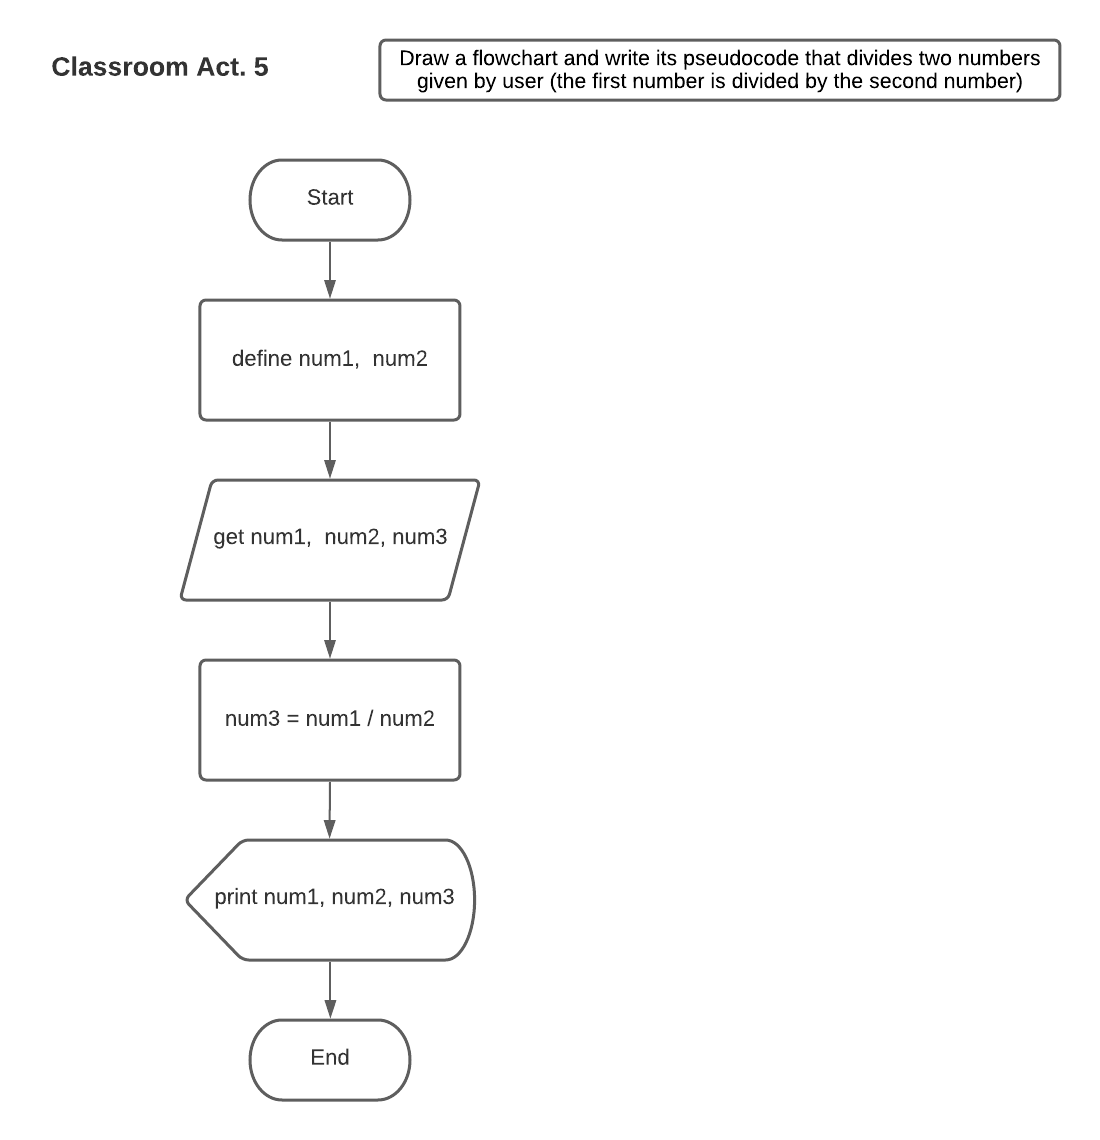 Classroom Act. 5
Draw a flowchart and write its pseudocode that divides two numbers
given by user (the first number is divided by the second number)
Start
define num1,  num2
get num1,  num2, num3
num3 = num1 / num2
print num1, num2, num3
End